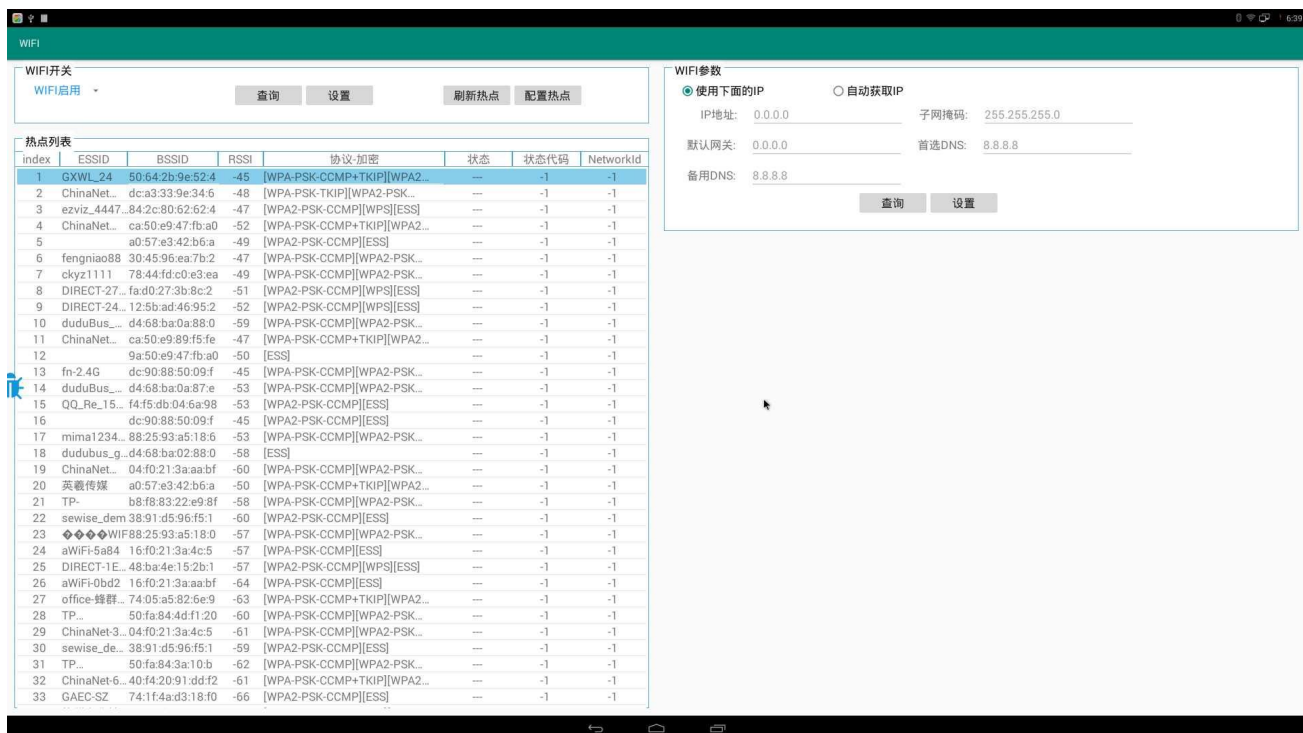 6:39
WIFI
WIFI开关
WIFI启用 查询 设置 刷新热点 配置热点
热点列表
index ESSID BSSID RSSI 协议-加密 状态 状态代码 NetworkId
1 GXWL_24 50:64:2b:9e:52:4 -45 [WPA-PSK-CCMP+TKIP][WPA2... --- -1 -1
2 ChinaNet... dc:a3:33:9e:34:6 -48 [WPA-PSK-TKIP][WPA2-PSK... --- -1 -1
3 ezviz_4447... 84:2c:80:62:62:4 -47 [WPA2-PSK-CCMP][WPS][ESS] --- -1 -1
4 ChinaNet... ca:50:e9:47:fb:a0 -52 [WPA-PSK-CCMP+TKIP][WPA2... --- -1 -1
5 a0:57:e3:42:b6:a -49 [WPA2-PSK-CCMP][ESS] --- -1 -1
6 fengniao88 30:45:96:ea:7b:2 -47 [WPA-PSK-CCMP][WPA2-PSK... --- -1 -1
7 ckyz1111 78:44:fd:c0:e3:ea -49 [WPA-PSK-CCMP][WPA2-PSK... --- -1 -1
8 DIRECT-27... fa:d0:27:3b:8c:2 -51 [WPA2-PSK-CCMP][WPS][ESS] --- -1 -1
9 DIRECT-24... 12:5b:ad:46:95:2 -52 [WPA2-PSK-CCMP][WPS][ESS] --- -1 -1
10 duduBus_... d4:68:ba:0a:88:0 -59 [WPA-PSK-CCMP][WPA2-PSK... --- -1 -1
11 ChinaNet... ca:50:e9:89:f5:fe -47 [WPA-PSK-CCMP+TKIP][WPA2... --- -1 -1
12 9a:50:e9:47:fb:a0 -50 [ESS] --- -1 -1
13 fn-2.4G dc:90:88:50:09:f -45 [WPA-PSK-CCMP][WPA2-PSK... --- -1 -1
14 duduBus_... d4:68:ba:0a:87:e -53 [WPA-PSK-CCMP][WPA2-PSK... --- -1 -1
15 QQ_Re_15... f4:f5:db:04:6a:98 -53 [WPA2-PSK-CCMP][ESS] --- -1 -1
16 dc:90:88:50:09:f -45 [WPA2-PSK-CCMP][ESS] --- -1 -1
17 mima1234... 88:25:93:a5:18:6 -53 [WPA-PSK-CCMP][WPA2-PSK... --- -1 -1
18 dudubus_g... d4:68:ba:02:88:0 -58 [ESS] --- -1 -1
19 ChinaNet... 04:f0:21:3a:aa:bf -60 [WPA-PSK-CCMP][WPA2-PSK... --- -1 -1
20 英羲传媒 a0:57:e3:42:b6:a -50 [WPA-PSK-CCMP+TKIP][WPA2... --- -1 -1
21 TP- b8:f8:83:22:e9:8f -58 [WPA-PSK-CCMP][WPA2-PSK... --- -1 -1
22 sewise_dem 38:91:d5:96:f5:1 -60 [WPA2-PSK-CCMP][ESS] --- -1 -1
23 ����WIF 88:25:93:a5:18:0 -57 [WPA-PSK-CCMP][WPA2-PSK... --- -1 -1
24 aWiFi-5a84 16:f0:21:3a:4c:5 -57 [WPA-PSK-CCMP][ESS] --- -1 -1
25 DIRECT-1E... 48:ba:4e:15:2b:1 -57 [WPA2-PSK-CCMP][WPS][ESS] --- -1 -1
26 aWiFi-0bd2 16:f0:21:3a:aa:bf -64 [WPA-PSK-CCMP][ESS] --- -1 -1
27 office-蜂群... 74:05:a5:82:6e:9 -63 [WPA-PSK-CCMP+TKIP][WPA2... --- -1 -1
28 TP... 50:fa:84:4d:f1:20 -60 [WPA-PSK-CCMP][WPA2-PSK... --- -1 -1
29 ChinaNet-3... 04:f0:21:3a:4c:5 -61 [WPA-PSK-CCMP][WPA2-PSK... --- -1 -1
30 sewise_de... 38:91:d5:96:f5:1 -59 [WPA2-PSK-CCMP][ESS] --- -1 -1
31 TP... 50:fa:84:3a:10:b -62 [WPA-PSK-CCMP][WPA2-PSK... --- -1 -1
32 ChinaNet-6... 40:f4:20:91:dd:f2 -61 [WPA-PSK-CCMP+TKIP][WPA2... --- -1 -1
33 GAEC-SZ 74:1f:4a:d3:18:f0 -66 [WPA2-PSK-CCMP][ESS] --- -1 -1
WIFI参数
使用下面的IP 自动获取IP
IP地址: 0.0.0.0 子网掩码: 255.255.255.0
默认网关: 0.0.0.0 首选DNS: 8.8.8.8
备用DNS: 8.8.8.8
查询 设置